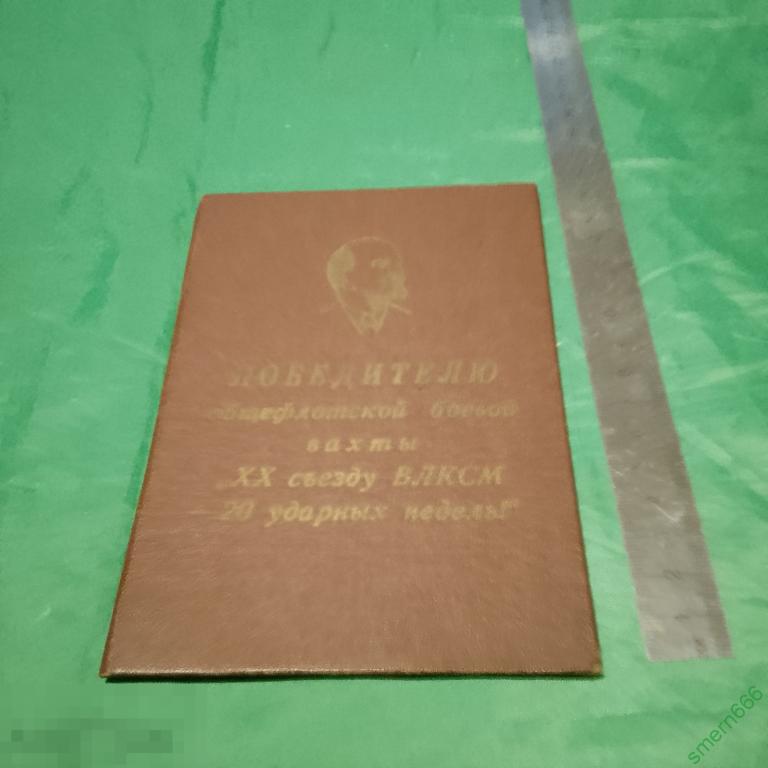 ПОБЕДИТЕЛЮ
общефлотской боевой
вахты
„XX съезду ВЛКСМ
20 ударных недель!"
smern666